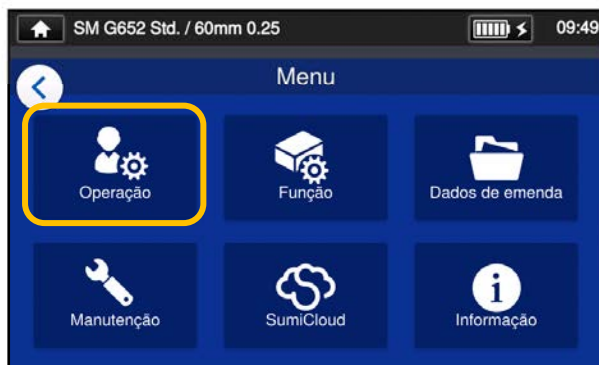 SM G652 Std. / 60mm 0.25 09:49
Menu
Operação Função Dados de emenda
Manutenção SumiCloud Informação